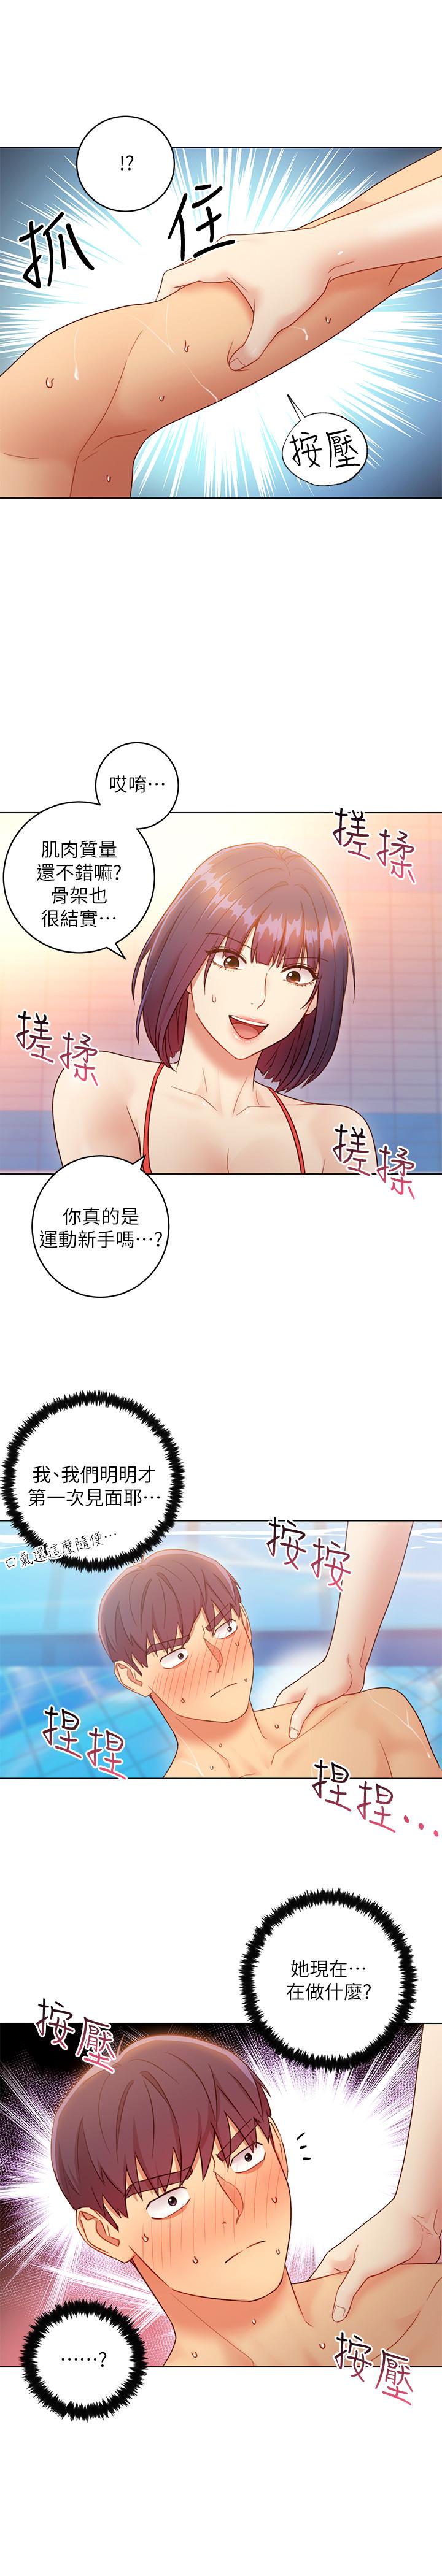 !?
抓住
按壓
哎唷…
肌肉質量
還不錯嘛?
骨架也
很結實…
搓揉
搓揉
搓揉
你真的是
運動新手嗎…?
我、我們明明才
第一次見面耶…
口氣還這麼隨便…
按按
捏捏
捏捏...
她現在…
在做什麼?
按壓
……?
按壓